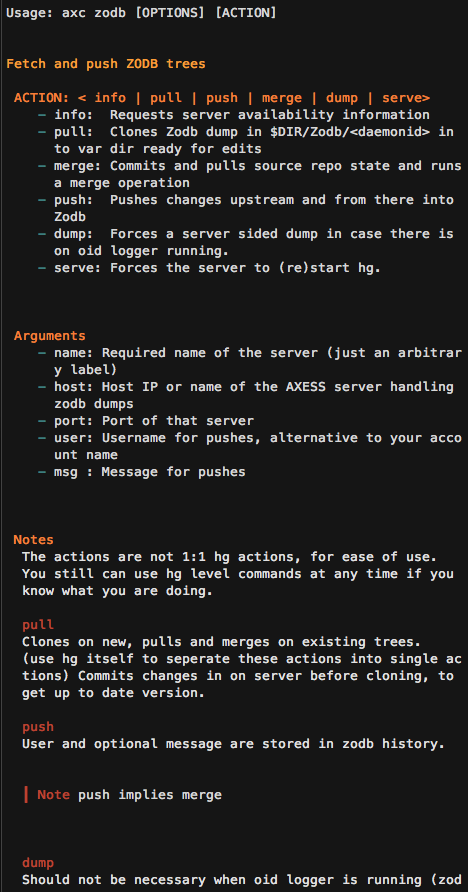 Usage: axc zodb [OPTIONS] [ACTION]
Fetch and push ZODB trees
ACTION: < info | pull | push | merge | dump | serve>
– info:  Requests server availability information
– pull:  Clones Zodb dump in $DIR/Zodb/<daemonid> in
to var dir ready for edits
– merge: Commits and pulls source repo state and runs
a merge operation
– push:  Pushes changes upstream and from there into
Zodb
– dump:  Forces a server sided dump in case there is
on oid logger running.
– serve: Forces the server to (re)start hg.
Arguments
– name: Required name of the server (just an arbitrar
y label)
– host: Host IP or name of the AXESS server handling
zodb dumps
– port: Port of that server
– user: Username for pushes, alternative to your acco
unt name
– msg : Message for pushes
Notes
The actions are not 1:1 hg actions, for ease of use.
You still can use hg level commands at any time if you
know what you are doing.
pull
Clones on new, pulls and merges on existing trees.
(use hg itself to seperate these actions into single ac
tions) Commits changes in on server before cloning, to
get up to date version.
push
User and optional message are stored in zodb history.
Note push implies merge
dump
Should not be necessary when oid logger is running (zod